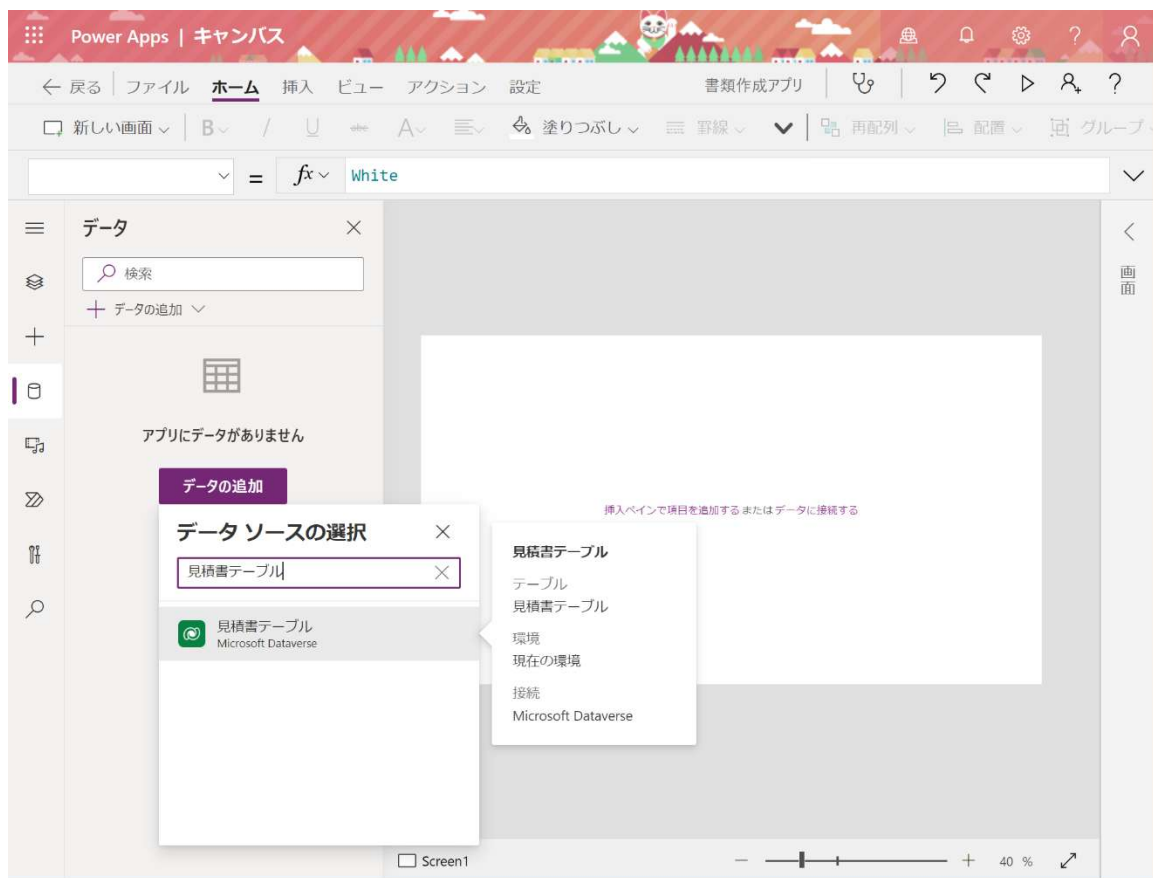 Power Apps | キャンバス
← 戻る ファイル ホーム 挿入 ビュー アクション 設定 書類作成アプリ ?
新しい画面 B / U abc A 塗りつぶし 罫線 再配列 配置 グループ
= fx White
データ
検索
データの追加
画面
アプリにデータがありません
データの追加
挿入ペインで項目を追加する または データに接続する
データ ソースの選択
見積書テーブル
見積書テーブル
Microsoft Dataverse
見積書テーブル
テーブル
見積書テーブル
環境
現在の環境
接続
Microsoft Dataverse
Screen1 − + 40 %